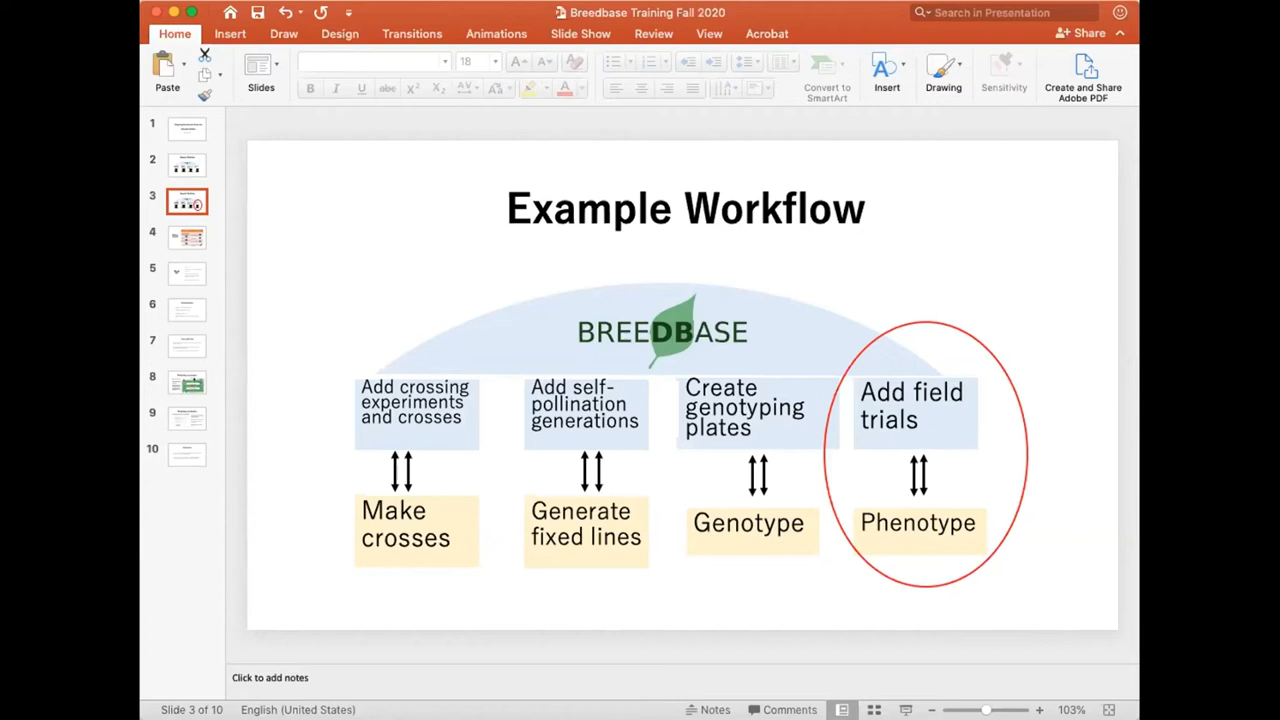 Breedbase Training Fall 2020
Search in Presentation
Home Insert Draw Design Transitions Animations Slide Show Review View Acrobat
Share
18
Paste
Slides
Convert to
SmartArt
Insert
Drawing
Sensitivity
Create and Share
Adobe PDF
1
2
3
4
5
6
7
8
9
10
Example Workflow
BREEDBASE
Add crossing
experiments
and crosses
Add self-
pollination
generations
Create
genotyping
plates
Add field
trials
Make
crosses
Generate
fixed lines
Genotype
Phenotype
Click to add notes
Slide 3 of 10 English (United States) Notes Comments 103%